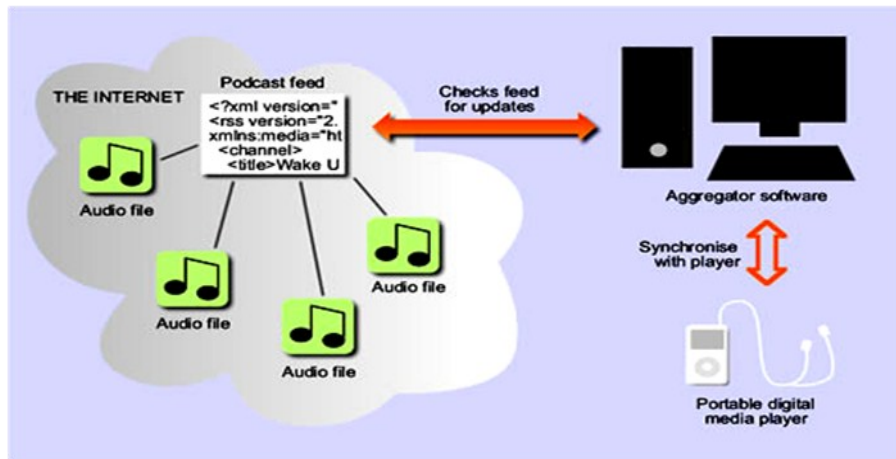 THE INTERNET
Podcast feed
<?xml version="
<rss version="2.
xmlns:media="ht
<channel>
<title>Wake U
Audio file
Audio file
Audio file
Audio file
Checks feed
for updates
Aggregator software
Synchronise
with player
Portable digital
media player